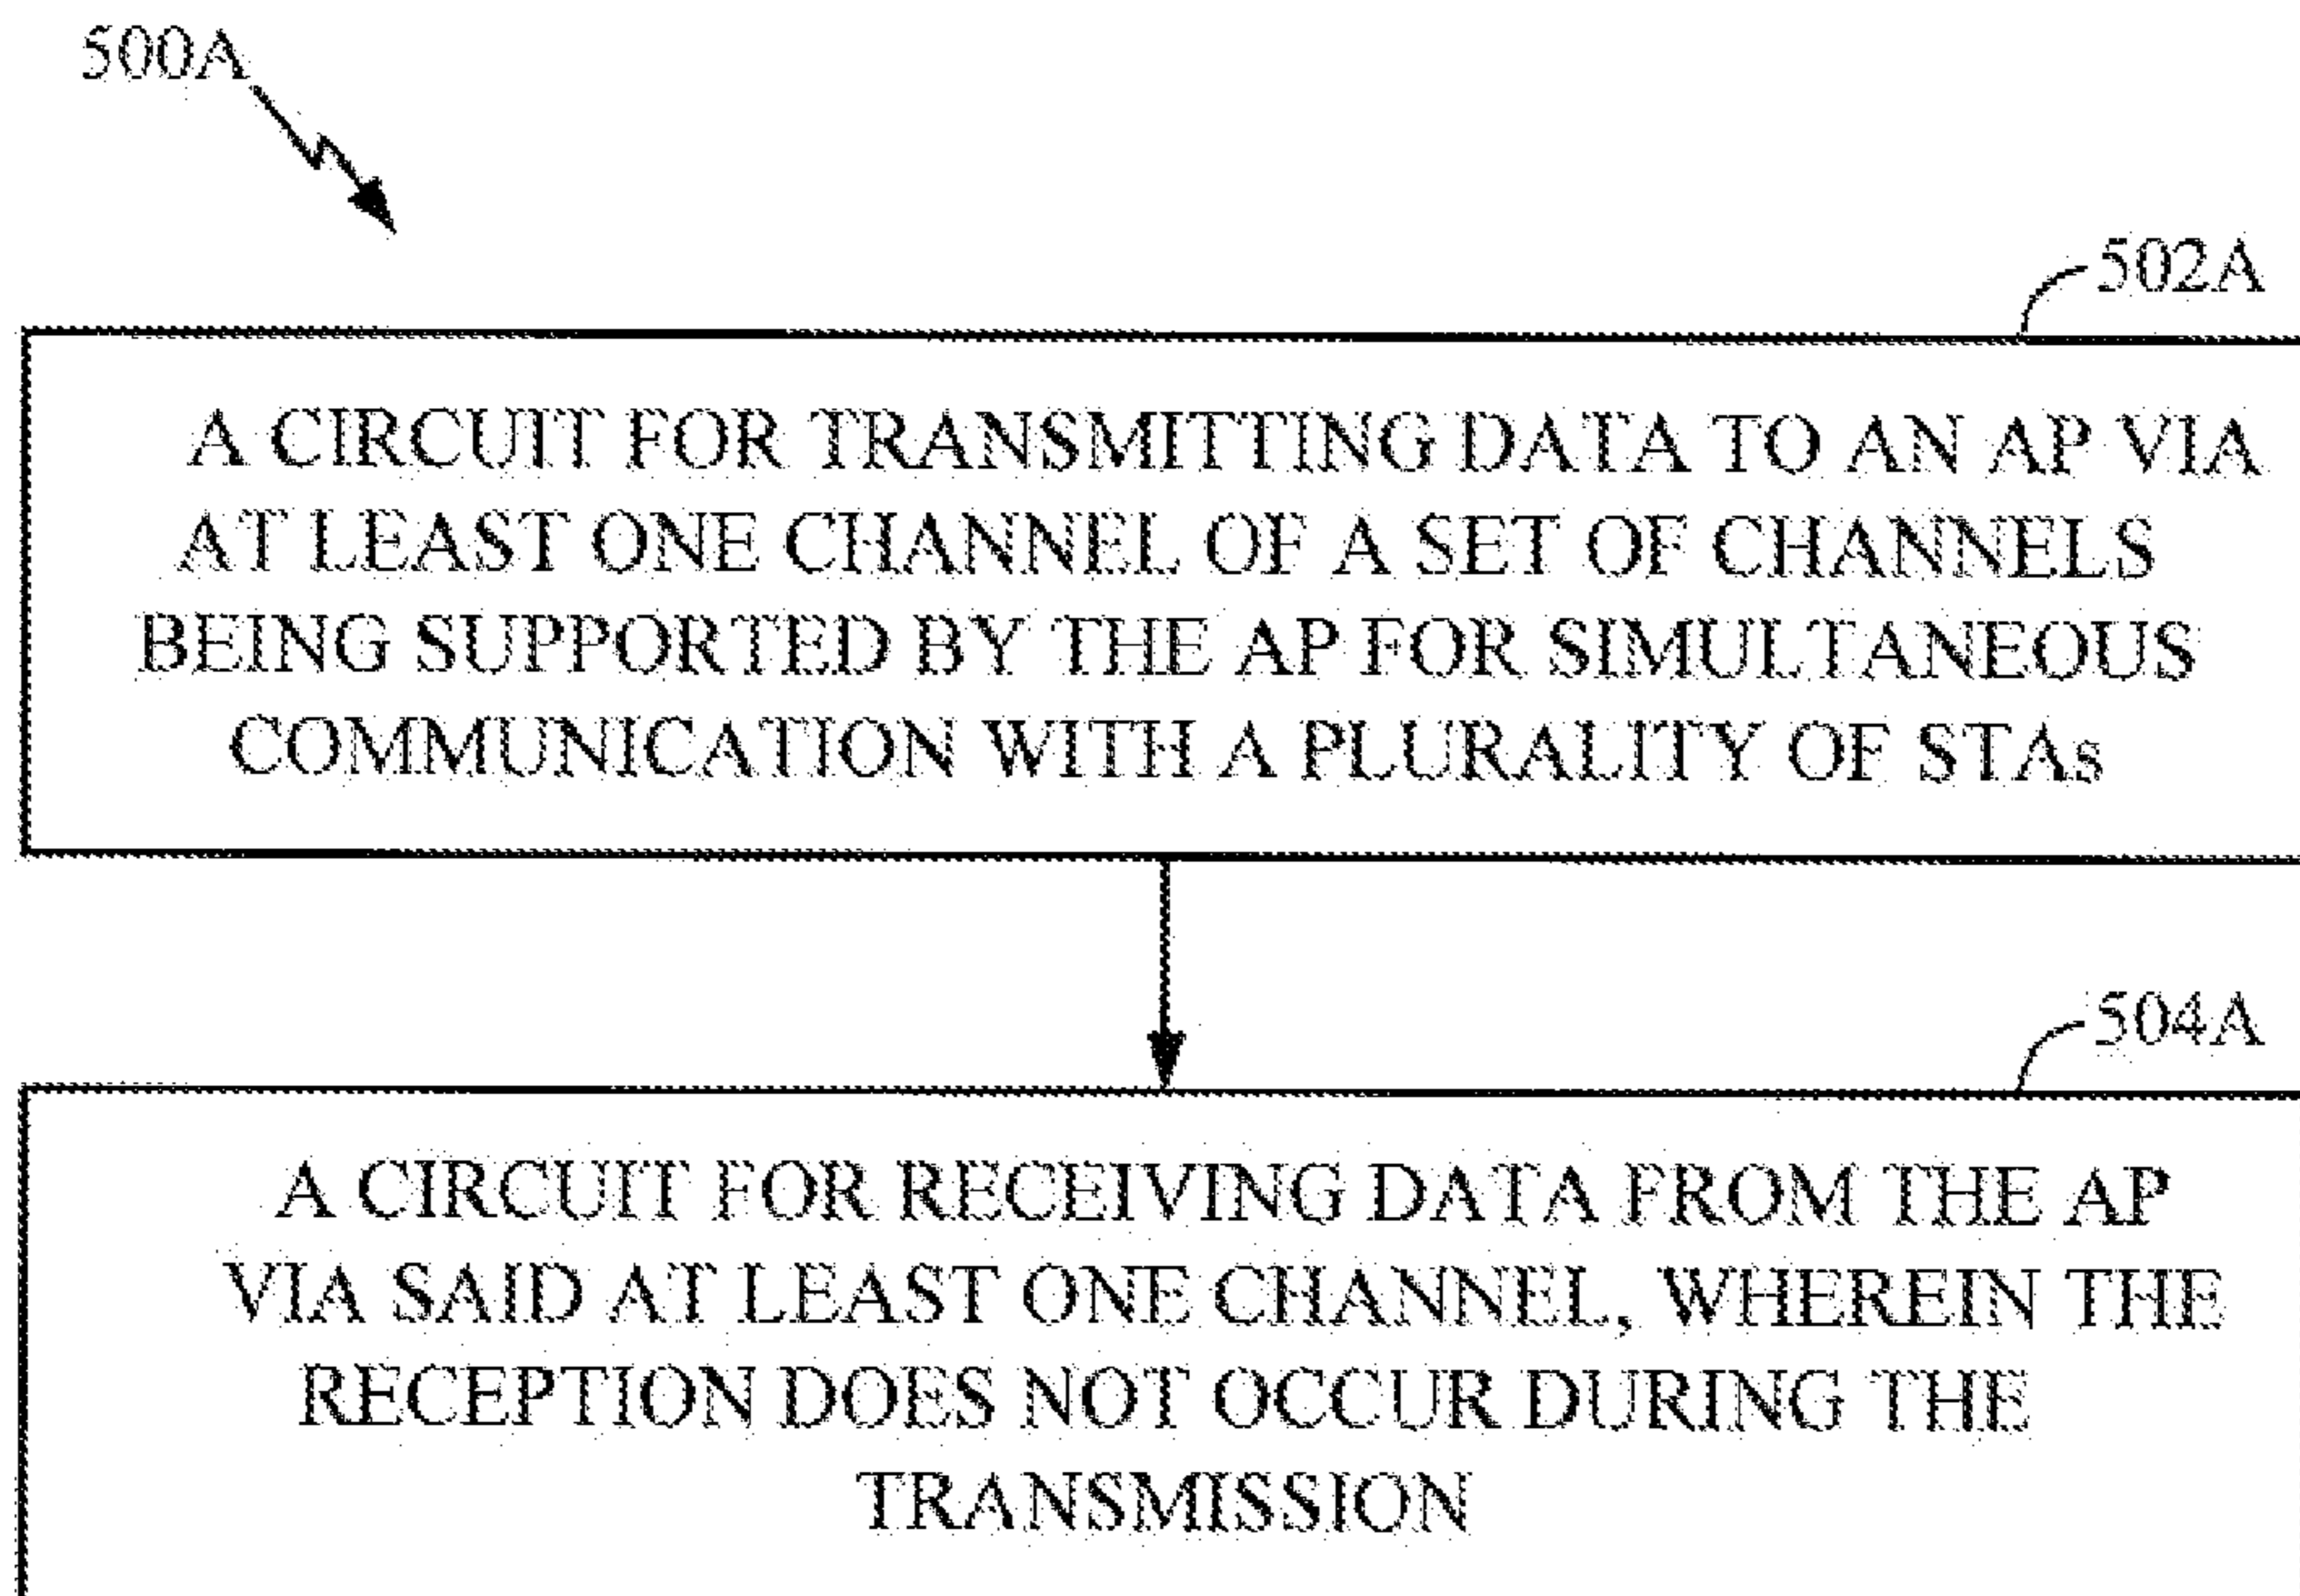 500A
502A
A CIRCUIT FOR TRANSMITTING DATA TO AN AP VIA
AT LEAST ONE CHANNEL OF A SET OF CHANNELS
BEING SUPPORTED BY THE AP FOR SIMULTANEOUS
COMMUNICATION WITH A PLURALITY OF STAs
504A
A CIRCUIT FOR RECEIVING DATA FROM THE AP
VIA SAID AT LEAST ONE CHANNEL, WHEREIN THE
RECEPTION DOES NOT OCCUR DURING THE
TRANSMISSION